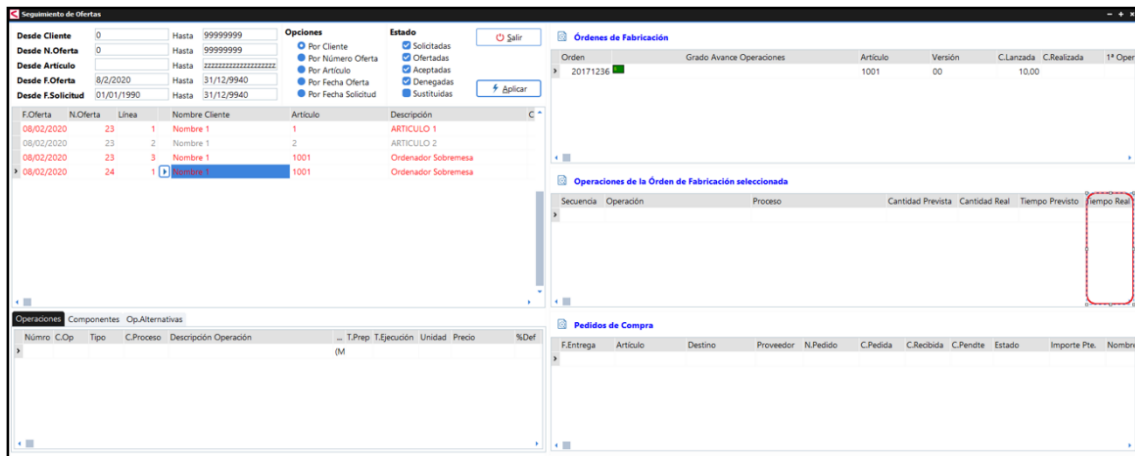 Seguimiento de Ofertas
Desde Cliente 0 Hasta 99999999
Desde N.Oferta 0 Hasta 99999999
Desde Artículo Hasta zzzzzzzzzzzzzzzzzzzz
Desde F.Oferta 8/2/2020 Hasta 31/12/9940
Desde F.Solicitud 01/01/1990 Hasta 31/12/9940
Opciones
Por Cliente
Por Número Oferta
Por Artículo
Por Fecha Oferta
Por Fecha Solicitud
Estado
Solicitadas
Ofertadas
Aceptadas
Denegadas
Sustituidas
Salir
Aplicar
F.Oferta N.Oferta Línea Nombre Cliente Artículo Descripción C
08/02/2020 23 1 Nombre 1 1 ARTICULO 1
08/02/2020 23 2 Nombre 1 2 ARTICULO 2
08/02/2020 23 3 Nombre 1 1001 Ordenador Sobremesa
08/02/2020 24 1 Nombre 1 1001 Ordenador Sobremesa
Operaciones Componentes Op.Alternativas
Númro C.Op Tipo C.Proceso Descripción Operación ... T.Prep T.Ejecución Unidad Precio %Def
(M
Órdenes de Fabricación
Orden Grado Avance Operaciones Artículo Versión C.Lanzada C.Realizada 1ª Oper
20171236 1001 00 10,00
Operaciones de la Órden de Fabricación seleccionada
Secuencia Operación Proceso Cantidad Prevista Cantidad Real Tiempo Previsto Tiempo Real
Pedidos de Compra
F.Entrega Artículo Destino Proveedor N.Pedido C.Pedida C.Recibida C.Pendte Estado Importe Pte. Nombre